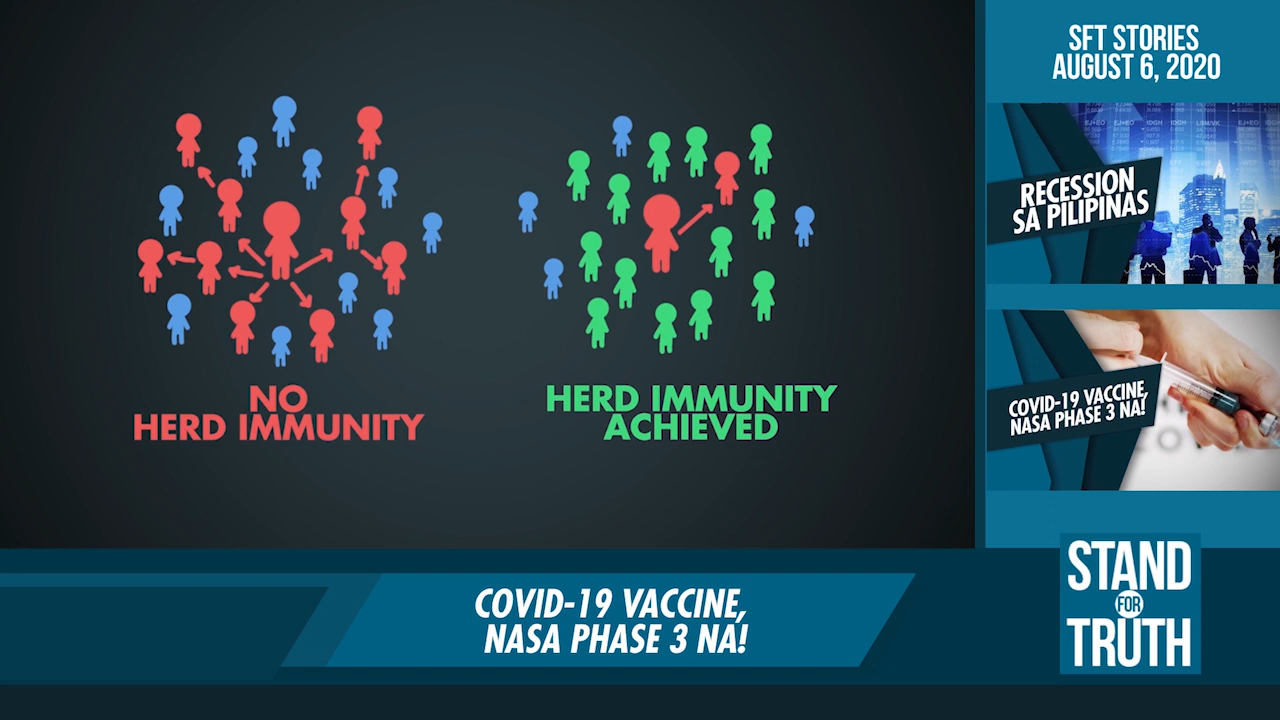 NO
HERD IMMUNITY
HERD IMMUNITY
ACHIEVED
SFT STORIES
AUGUST 6, 2020
RECESSION
SA PILIPINAS
COVID-19 VACCINE,
NASA PHASE 3 NA!
COVID-19 VACCINE,
NASA PHASE 3 NA!
STAND
FOR
TRUTH